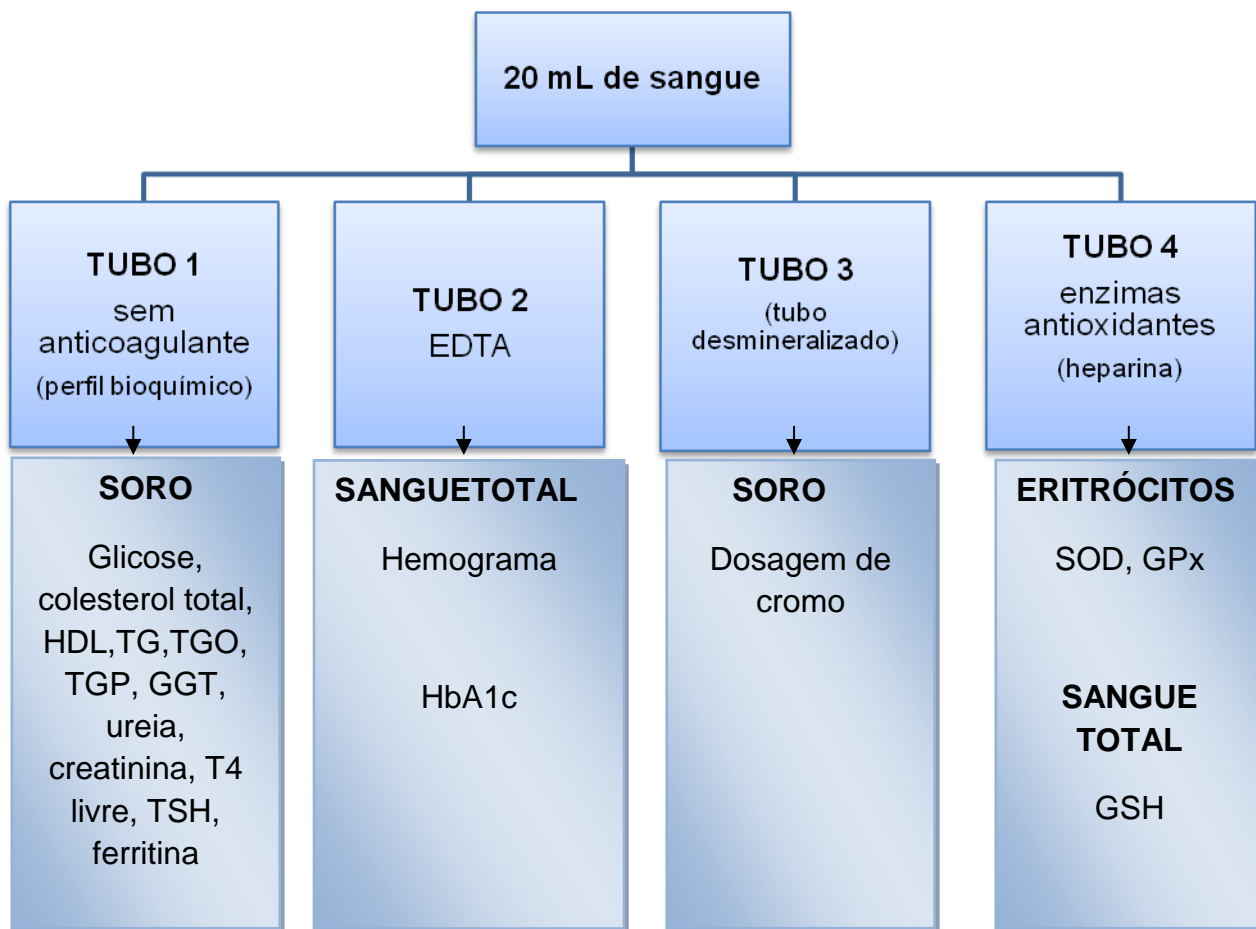 20 mL de sangue
TUBO 1
sem
anticoagulante
(perfil bioquímico)
TUBO 2
EDTA
TUBO 3
(tubo
desmineralizado)
TUBO 4
enzimas
antioxidantes
(heparina)
SORO
Glicose,
colesterol total,
HDL,TG,TGO,
TGP, GGT,
ureia,
creatinina, T4
livre, TSH,
ferritina
SANGUETOTAL
Hemograma
HbA1c
SORO
Dosagem de
cromo
ERITRÓCITOS
SOD, GPx
SANGUE
TOTAL
GSH